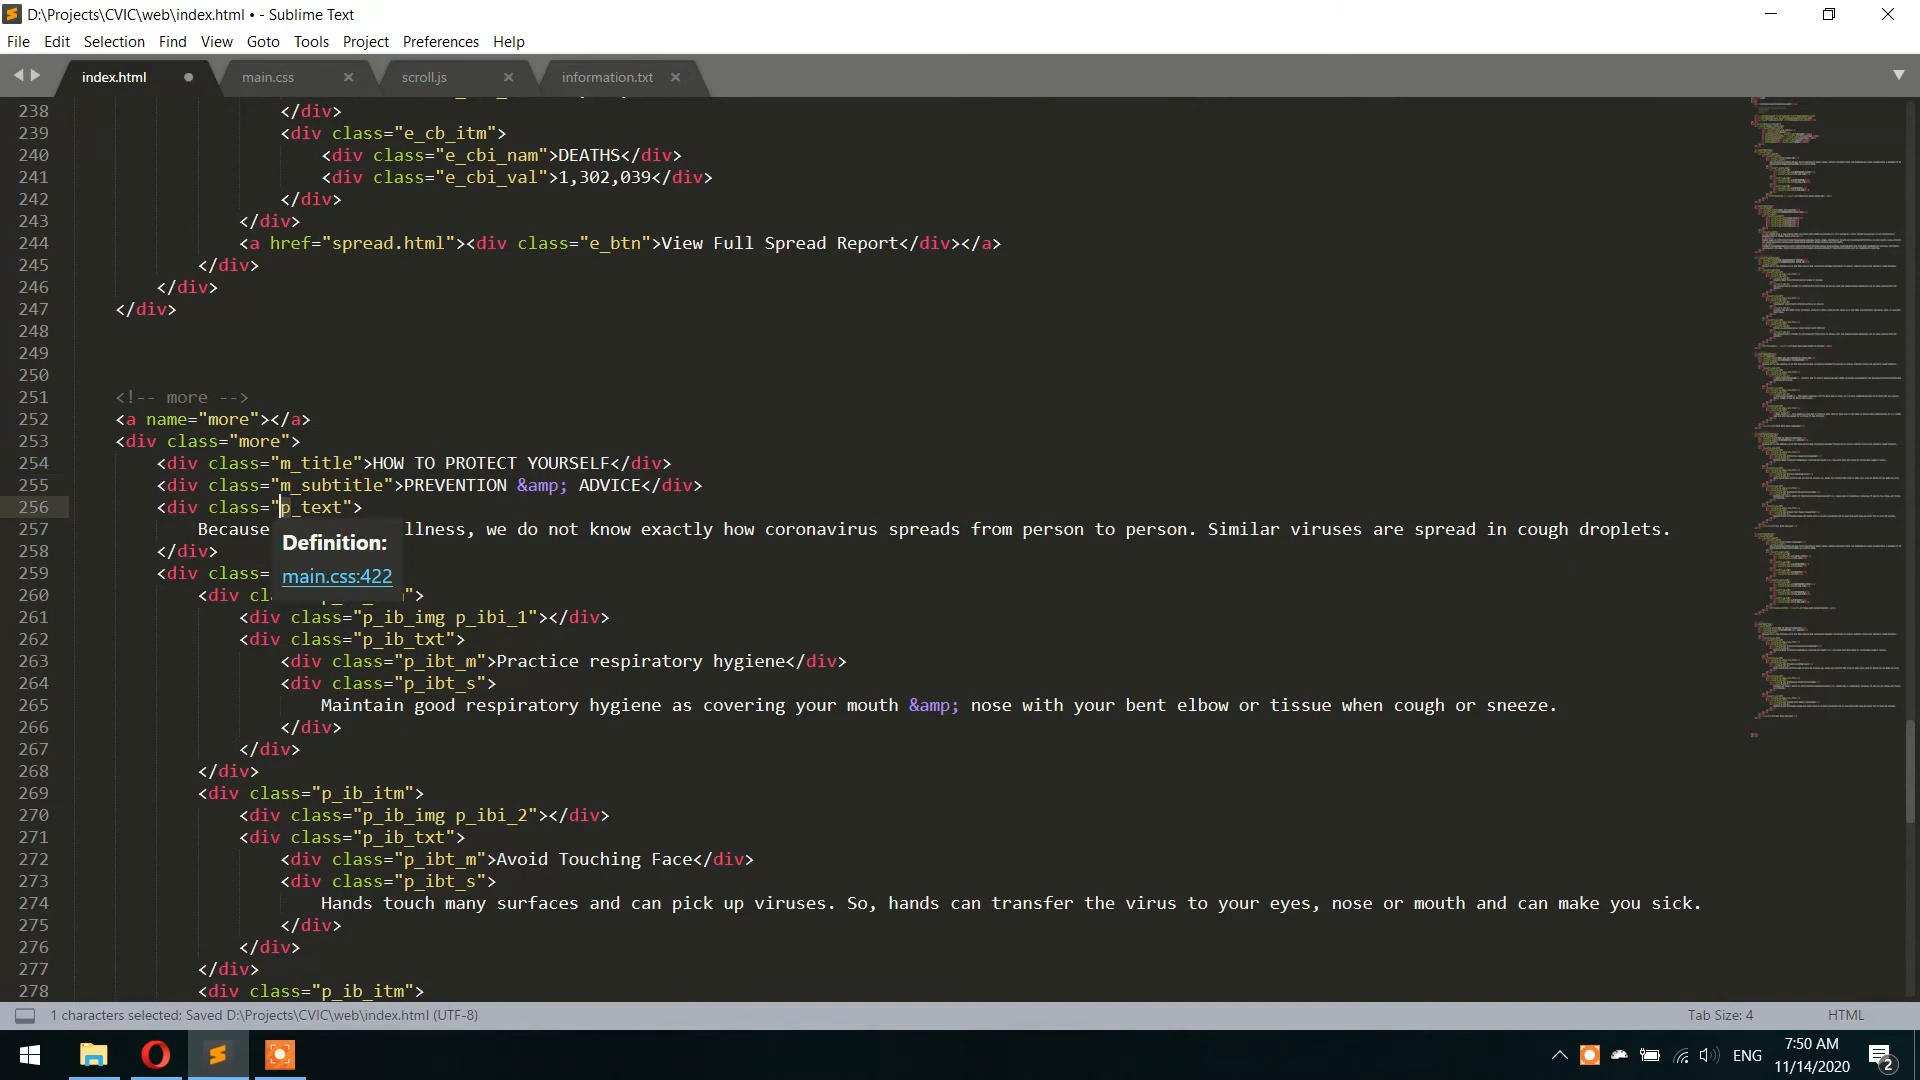 D:\Projects\CVIC\web\index.html • - Sublime Text
File Edit Selection Find View Goto Tools Project Preferences Help
index.html main.css scroll.js information.txt
238 </div>
239 <div class="e_cb_itm">
240 <div class="e_cbi_nam">DEATHS</div>
241 <div class="e_cbi_val">1,302,039</div>
242 </div>
243 </div>
244 <a href="spread.html"><div class="e_btn">View Full Spread Report</div></a>
245 </div>
246 </div>
247 </div>
248
249
250
251 <!-- more -->
252 <a name="more"></a>
253 <div class="more">
254 <div class="m_title">HOW TO PROTECT YOURSELF</div>
255 <div class="m_subtitle">PREVENTION &amp; ADVICE</div>
256 <div class="p_text">
257 Because llness, we do not know exactly how coronavirus spreads from person to person. Similar viruses are spread in cough droplets.
Definition:
258 </div>
main.css:422
259 <div class=
260 <div cl ">
261 <div class="p_ib_img p_ibi_1"></div>
262 <div class="p_ib_txt">
263 <div class="p_ibt_m">Practice respiratory hygiene</div>
264 <div class="p_ibt_s">
265 Maintain good respiratory hygiene as covering your mouth &amp; nose with your bent elbow or tissue when cough or sneeze.
266 </div>
267 </div>
268 </div>
269 <div class="p_ib_itm">
270 <div class="p_ib_img p_ibi_2"></div>
271 <div class="p_ib_txt">
272 <div class="p_ibt_m">Avoid Touching Face</div>
273 <div class="p_ibt_s">
274 Hands touch many surfaces and can pick up viruses. So, hands can transfer the virus to your eyes, nose or mouth and can make you sick.
275 </div>
276 </div>
277 </div>
278 <div class="p_ib_itm">
1 characters selected; Saved D:\Projects\CVIC\web\index.html (UTF-8) Tab Size: 4 HTML
ENG 7:50 AM
11/14/2020 2